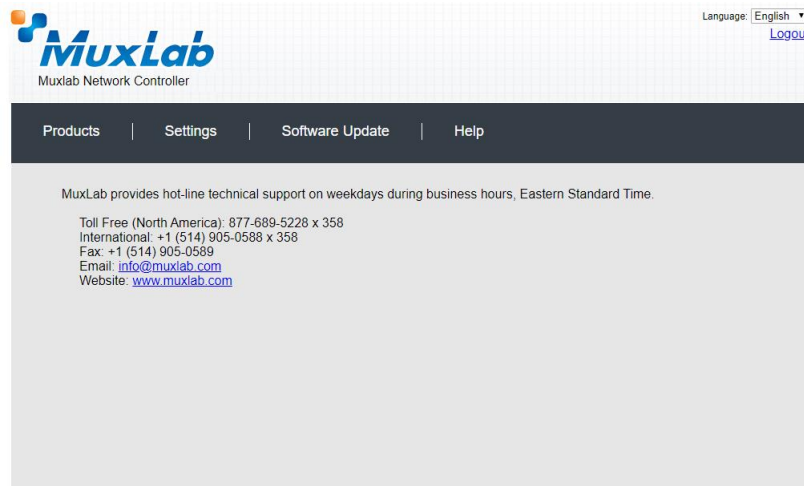 Language: English
Logou
MuxLab
Muxlab Network Controller
Products | Settings | Software Update | Help
MuxLab provides hot-line technical support on weekdays during business hours, Eastern Standard Time.
Toll Free (North America): 877-689-5228 x 358
International: +1 (514) 905-0588 x 358
Fax: +1 (514) 905-0589
Email: info@muxlab.com
Website: www.muxlab.com